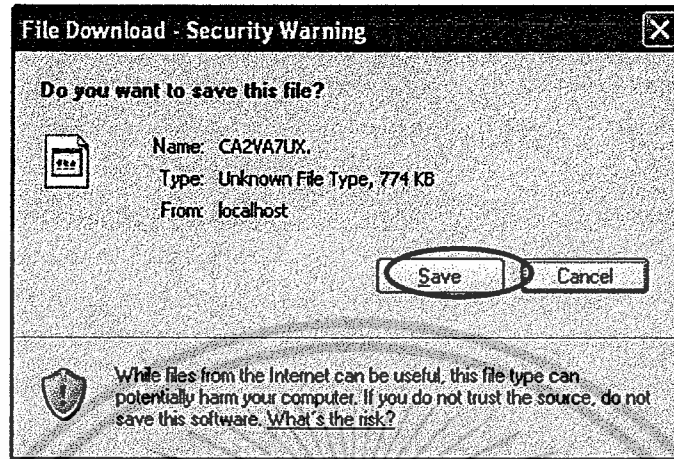 File Download - Security Warning
Do you want to save this file?
Name: CA2VA7UX.
Type: Unknown File Type, 774 KB
From: localhost
Save Cancel
While files from the Internet can be useful, this file type can
potentially harm your computer. If you do not trust the source, do not
save this software. What's the risk?